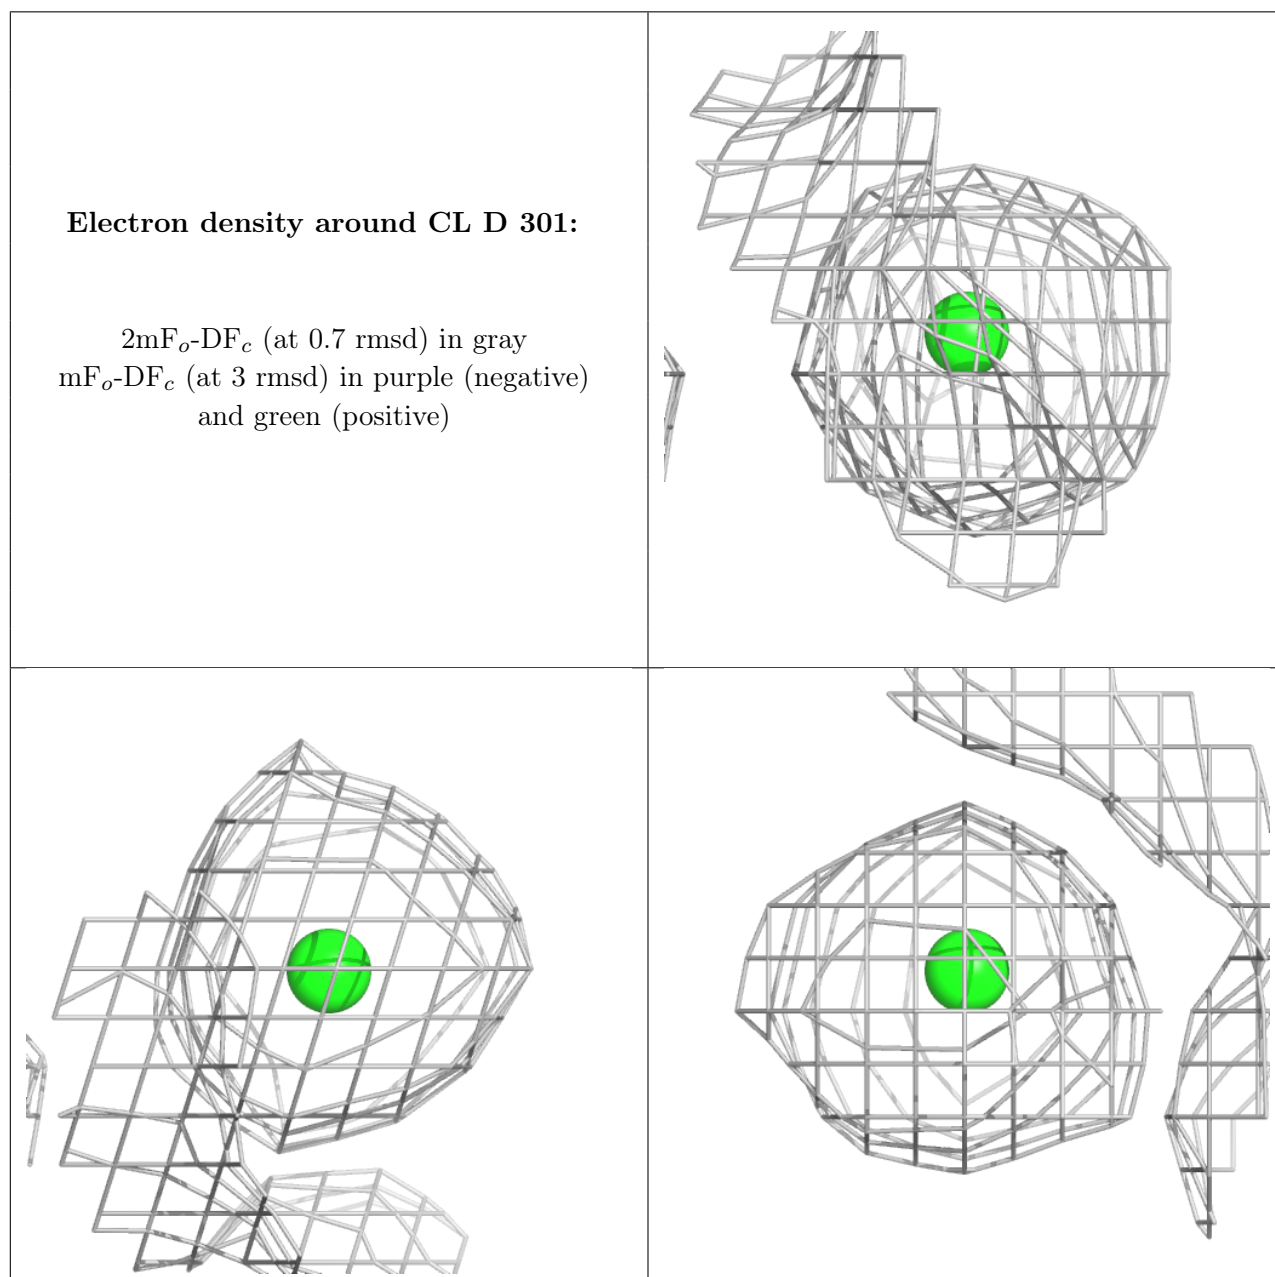 Electron density around CL D 301:
2mFo-DFc (at 0.7 rmsd) in gray
mFo-DFc (at 3 rmsd) in purple (negative)
and green (positive)